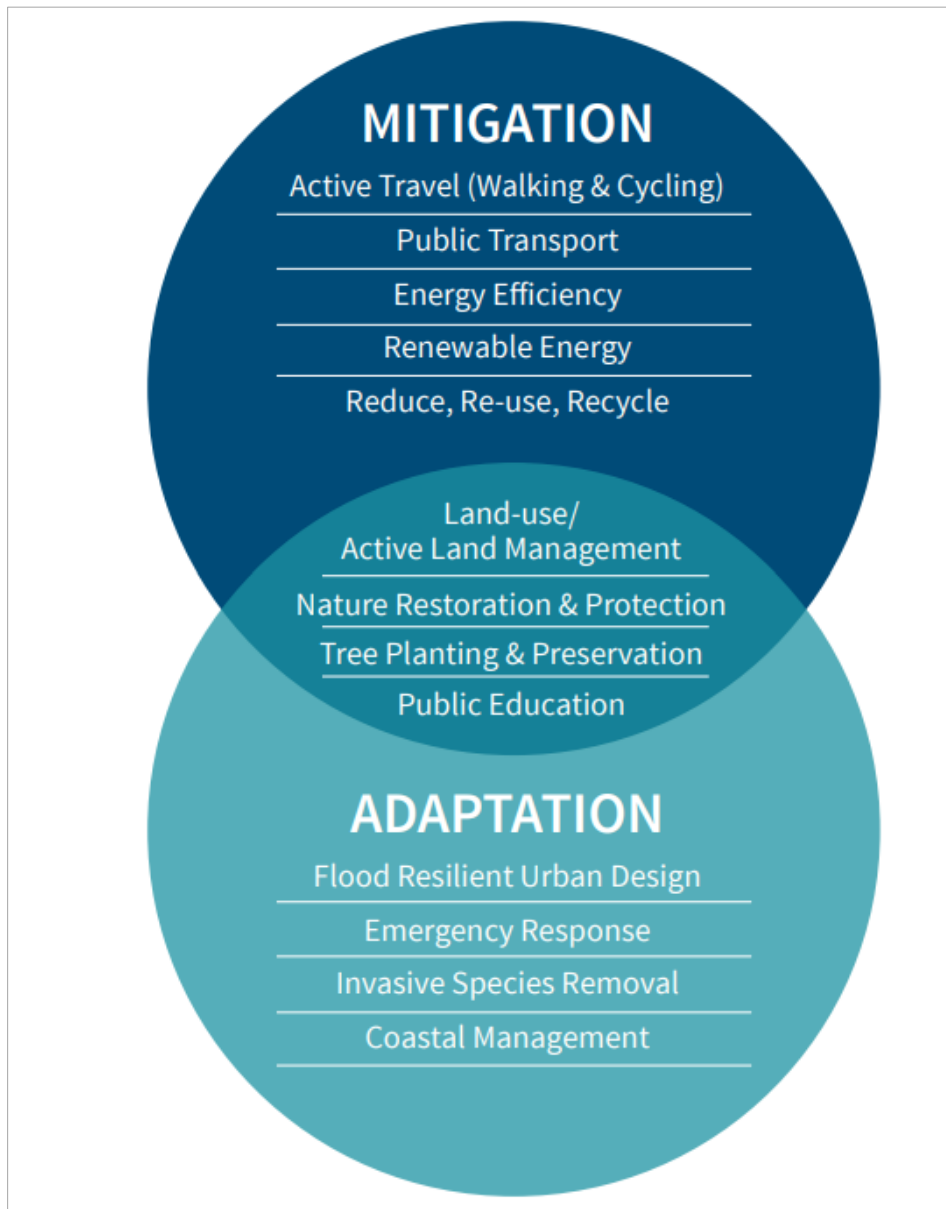 MITIGATION
Active Travel (Walking & Cycling)
Public Transport
Energy Efficiency
Renewable Energy
Reduce, Re-use, Recycle
Land-use/
Active Land Management
Nature Restoration & Protection
Tree Planting & Preservation
Public Education
ADAPTATION
Flood Resilient Urban Design
Emergency Response
Invasive Species Removal
Coastal Management